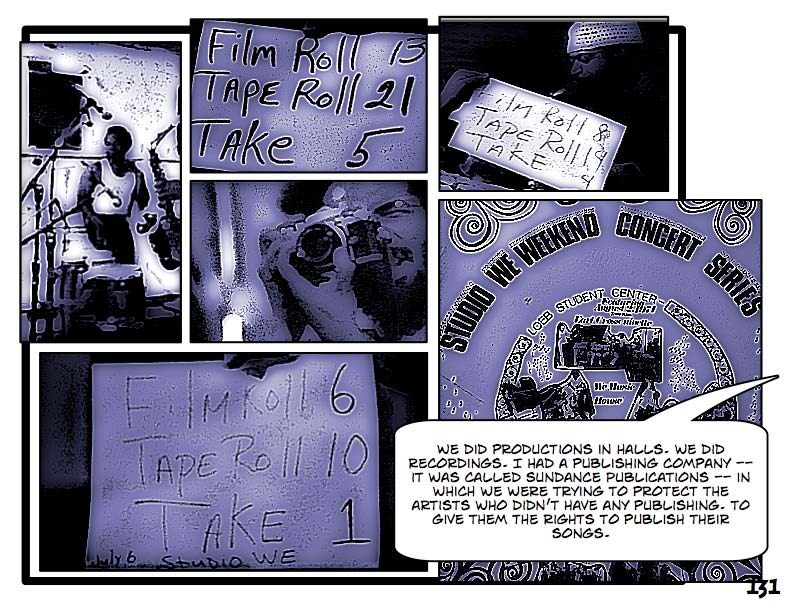 Film Roll 13
TAPE Roll 21
TAke 5
Film Roll 8
TAPE Roll 14
TAKE 4
STUDIO WE WEEKEND CONCERT SERIES
LOEB STUDENT CENTER
We Music
House
Film Roll 6
TAPE Roll 10
TAKE 1
July 6 STUDIO WE
WE DID PRODUCTIONS IN HALLS. WE DID
RECORDINGS. I HAD A PUBLISHING COMPANY --
IT WAS CALLED SUNDANCE PUBLICATIONS -- IN
WHICH WE WERE TRYING TO PROTECT THE
ARTISTS WHO DIDN'T HAVE ANY PUBLISHING. TO
GIVE THEM THE RIGHTS TO PUBLISH THEIR
SONGS.
131